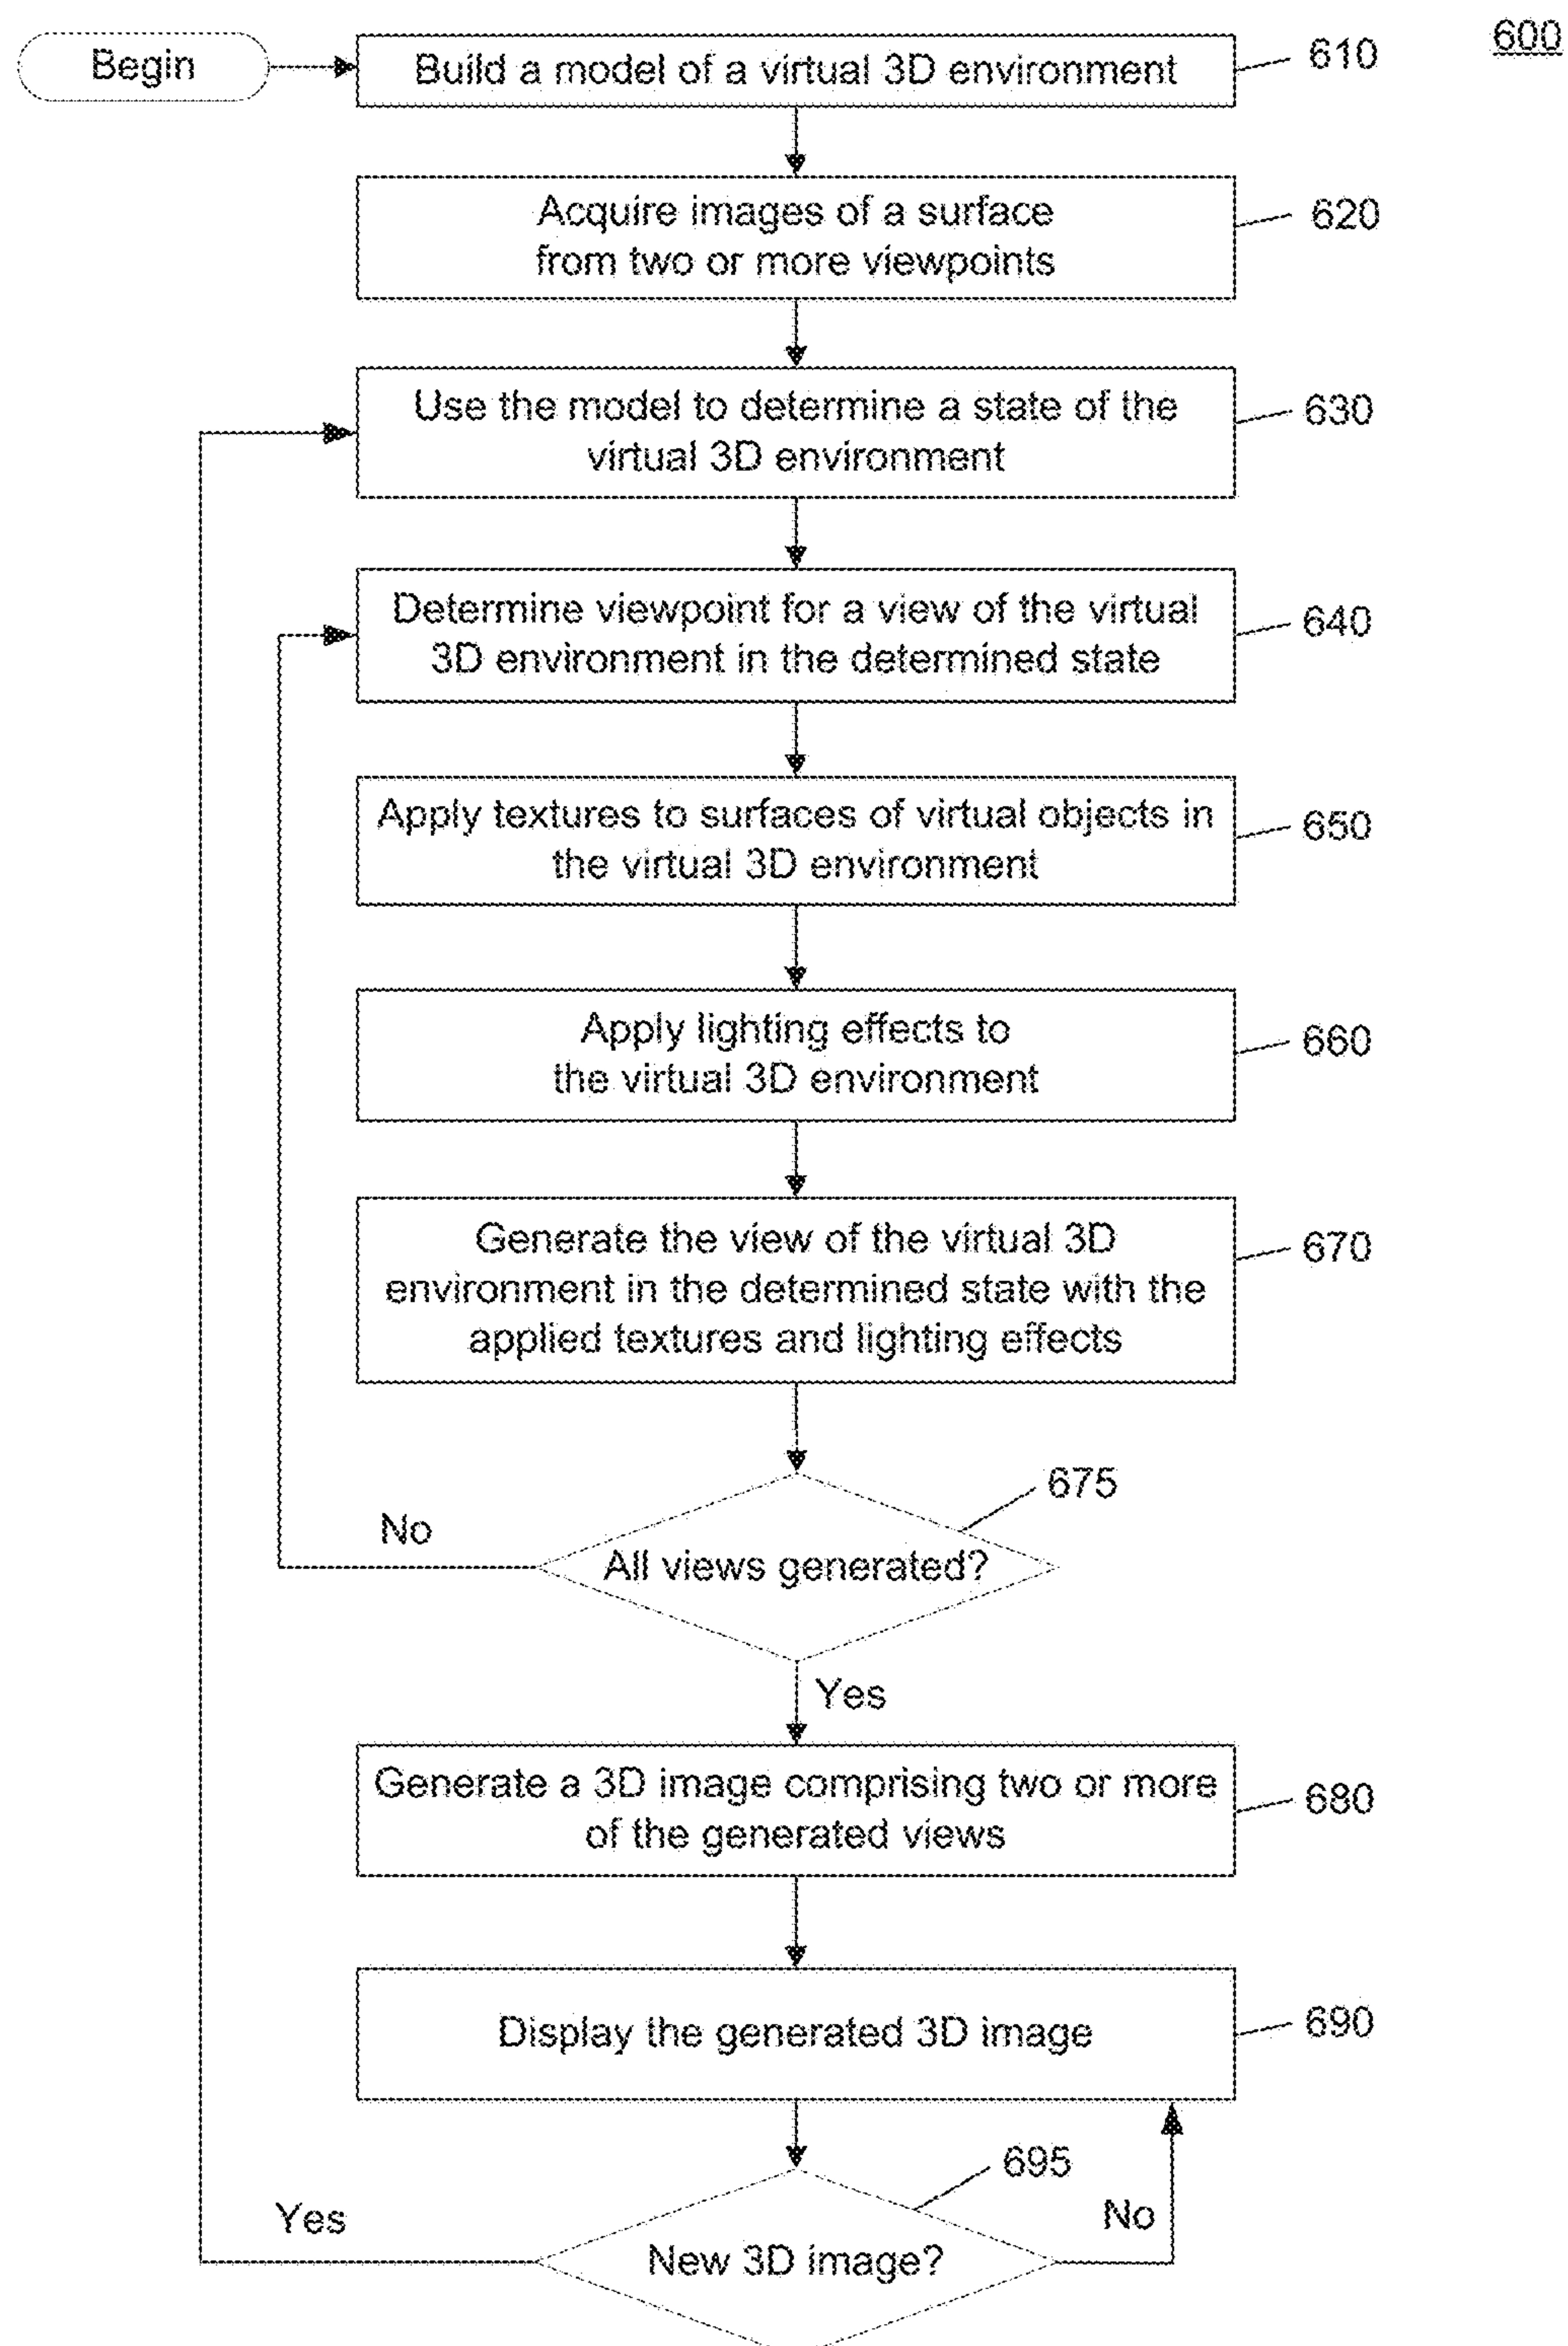 600
Begin
Build a model of a virtual 3D environment
610
Acquire images of a surface
from two or more viewpoints
620
Use the model to determine a state of the
virtual 3D environment
630
Determine viewpoint for a view of the virtual
3D environment in the determined state
640
Apply textures to surfaces of virtual objects in
the virtual 3D environment
650
Apply lighting effects to
the virtual 3D environment
660
Generate the view of the virtual 3D
environment in the determined state with the
applied textures and lighting effects
670
675
No
All views generated?
Yes
Generate a 3D image comprising two or more
of the generated views
680
Display the generated 3D image
690
695
Yes
No
New 3D image?